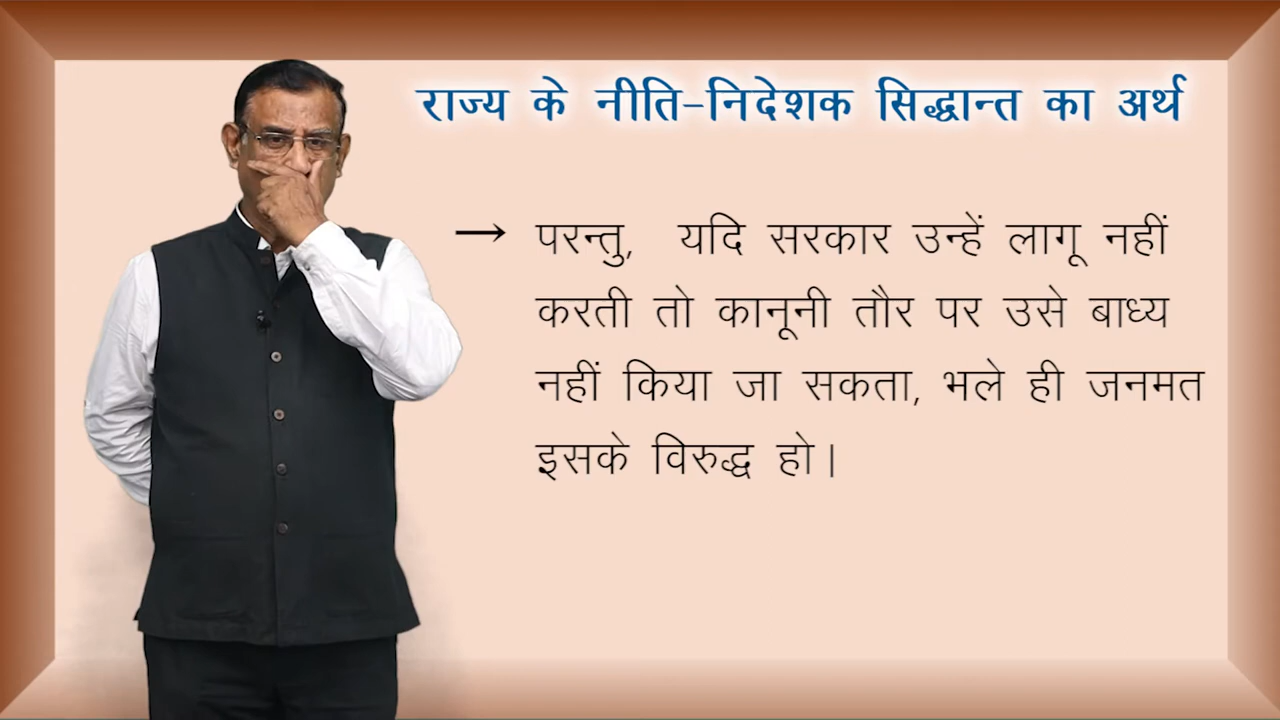 राज्य के नीति-निदेशक सिद्धान्त का अर्थ
→ परन्तु, यदि सरकार उन्हें लागू नहीं
करती तो कानूनी तौर पर उसे बाध्य
नहीं किया जा सकता, भले ही जनमत
इसके विरुद्ध हो।